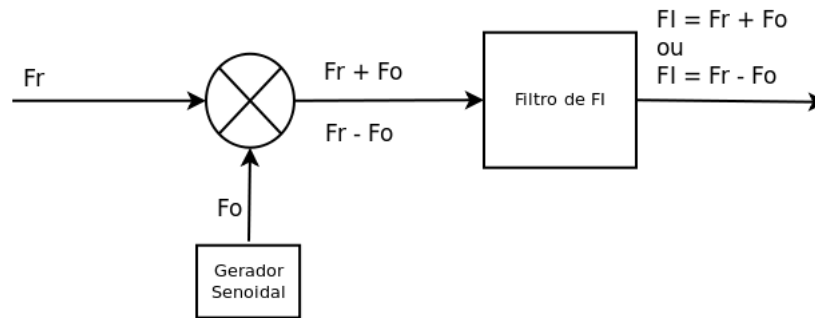 Fr
Fr + Fo
Fr - Fo
Fo
Gerador
Senoidal
Filtro de FI
FI = Fr + Fo
ou
FI = Fr - Fo